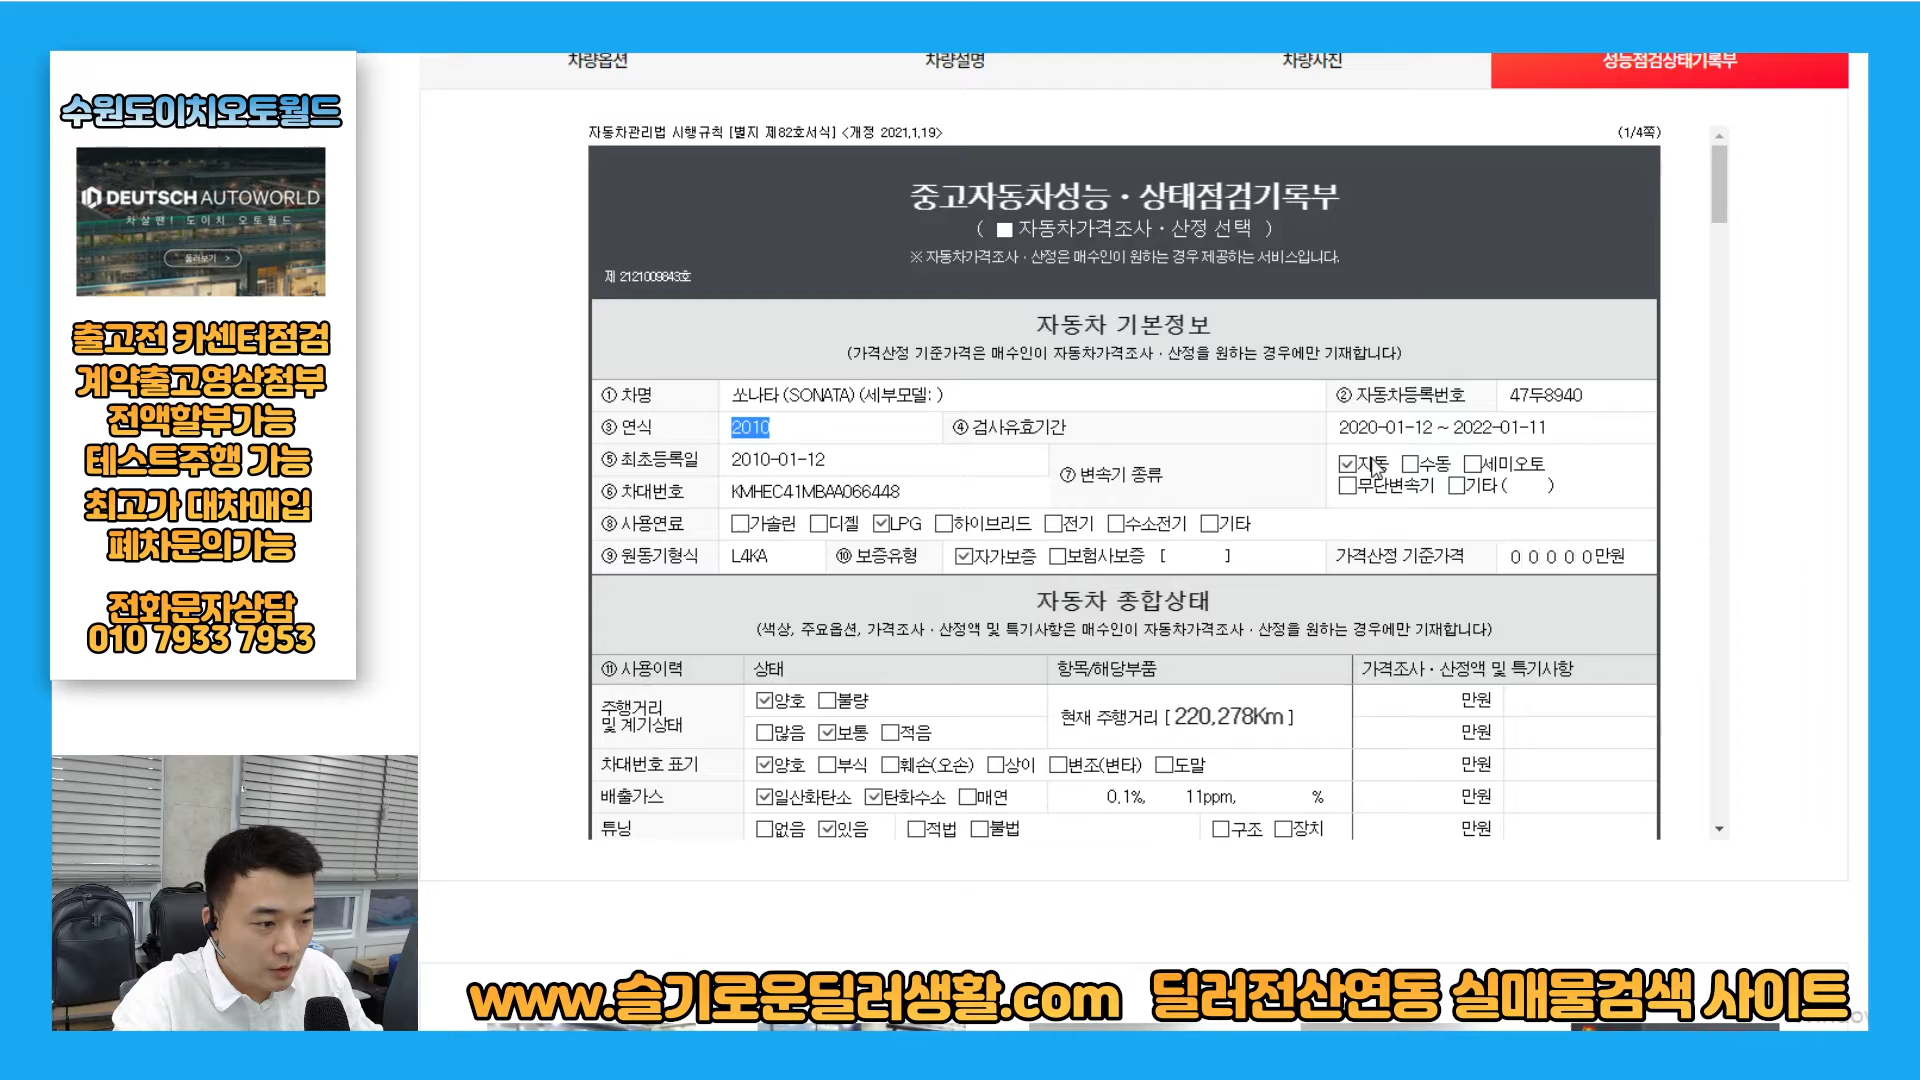 수원도이치오토월드
DEUTSCH AUTOWORLD
차살땐! 도이치 오토월드
둘러보기 >
출고전 카센터점검
계약출고영상첨부
전액할부가능
테스트주행 가능
최고가 대차매입
폐차문의가능
전화문자상담
010 7933 7953
차량옵션 차량설명 차량사진 성능점검상태기록부
자동차관리법 시행규칙 [별지 제82호서식] <개정 2021.1.19> (1/4쪽)
중고자동차성능 · 상태점검기록부
( 자동차가격조사 · 산정 선택 )
※ 자동차가격조사 · 산정은 매수인이 원하는 경우 제공하는 서비스입니다.
제 2121009843호
자동차 기본정보
(가격산정 기준가격은 매수인이 자동차가격조사 · 산정을 원하는 경우에만 기재합니다)
① 차명 쏘나타 (SONATA) (세부모델: ) ② 자동차등록번호 47두8940
③ 연식 2010 ④ 검사유효기간 2020-01-12 ~ 2022-01-11
⑤ 최초등록일 2010-01-12 ⑦ 변속기 종류 자동 수동 세미오토
무단변속기 기타 ( )
⑥ 차대번호 KMHEC41MBAA066448
⑧ 사용연료 가솔린 디젤 LPG 하이브리드 전기 수소전기 기타
⑨ 원동기형식 L4KA ⑩ 보증유형 자가보증 보험사보증 [ ] 가격산정 기준가격 0 0 0 0 0만원
자동차 종합상태
(색상, 주요옵션, 가격조사 · 산정액 및 특기사항은 매수인이 자동차가격조사 · 산정을 원하는 경우에만 기재합니다)
⑪ 사용이력 상태 항목/해당부품 가격조사 · 산정액 및 특기사항
주행거리
및 계기상태
양호 불량 만원
현재 주행거리 [ 220,278Km ]
많음 보통 적음 만원
차대번호 표기 양호 부식 훼손(오손) 상이 변조(변타) 도말 만원
배출가스 일산화탄소 탄화수소 매연 0.1%, 11ppm, % 만원
튜닝 없음 있음 적법 불법 구조 장치 만원
www.슬기로운딜러생활.com 딜러전산연동 실매물검색 사이트